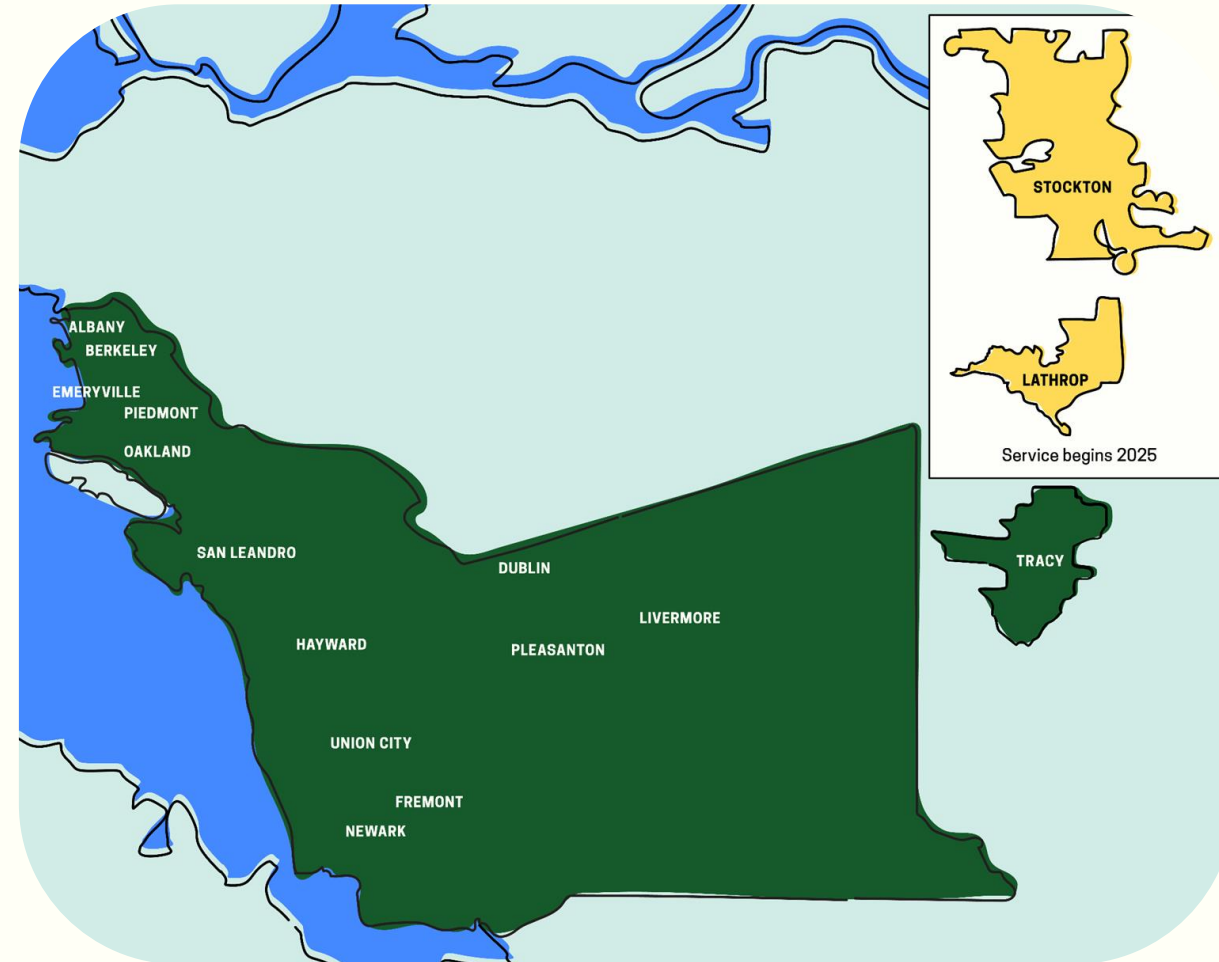 STOCKTON
LATHROP
Service begins 2025
ALBANY
BERKELEY
EMERYVILLE
PIEDMONT
OAKLAND
SAN LEANDRO
DUBLIN
TRACY
LIVERMORE
HAYWARD
PLEASANTON
UNION CITY
FREMONT
NEWARK